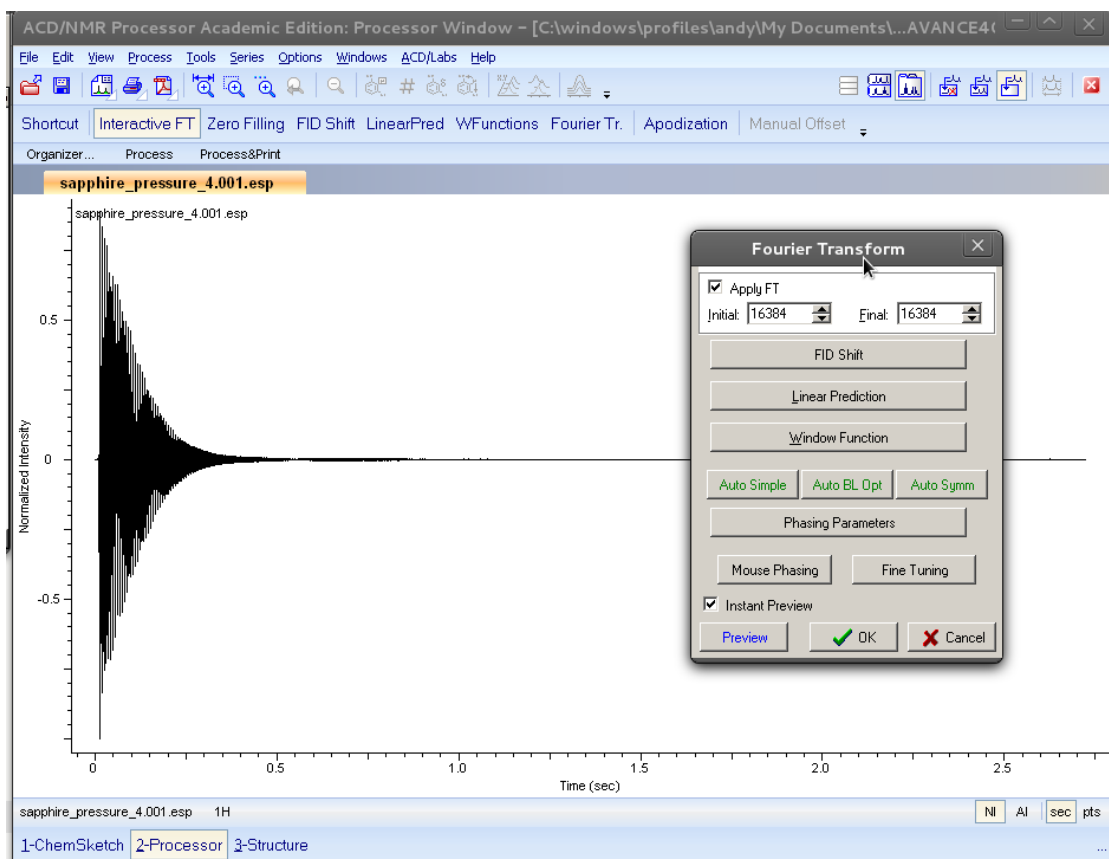 ACD/NMR Processor Academic Edition: Processor Window – [C:\windows\profiles\andy\My Documents\...AVANCE4(
File Edit View Process Tools Series Options Windows ACD/Labs Help
Shortcut Interactive FT Zero Filling FID Shift LinearPred WFunctions Fourier Tr. Apodization Manual Offset
Organizer... Process Process&Print
sapphire_pressure_4.001.esp
sapphire_pressure_4.001.esp
Fourier Transform
Apply FT
Initial: 16384 Final: 16384
FID Shift
Linear Prediction
Window Function
Auto Simple Auto BL Opt Auto Symm
Phasing Parameters
Mouse Phasing Fine Tuning
Instant Preview
Preview OK Cancel
Normalized Intensity
0.5
0
-0.5
0 0.5 1.0 1.5 2.0 2.5
Time (sec)
sapphire_pressure_4.001.esp 1H NI AI sec pts
1-ChemSketch 2-Processor 3-Structure ...